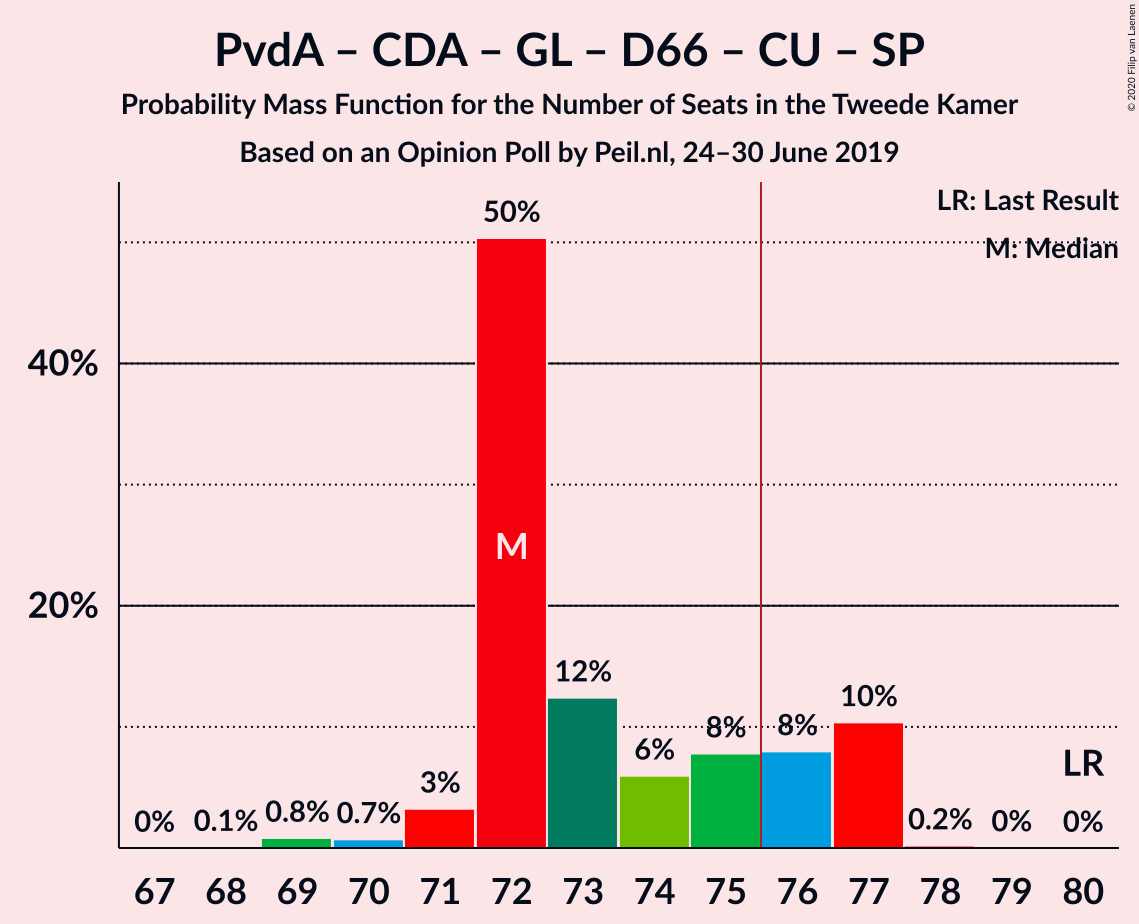 © 2020 Filip van Laenen
PvdA – CDA – GL – D66 – CU – SP
Probability Mass Function for the Number of Seats in the Tweede Kamer
Based on an Opinion Poll by Peil.nl, 24–30 June 2019
LR: Last Result
M: Median
40%
20%
0% 0.1% 0.8% 0.7% 3% 50% 12% 6% 8% 8% 10% 0.2% 0% 0%
M
LR
67 68 69 70 71 72 73 74 75 76 77 78 79 80